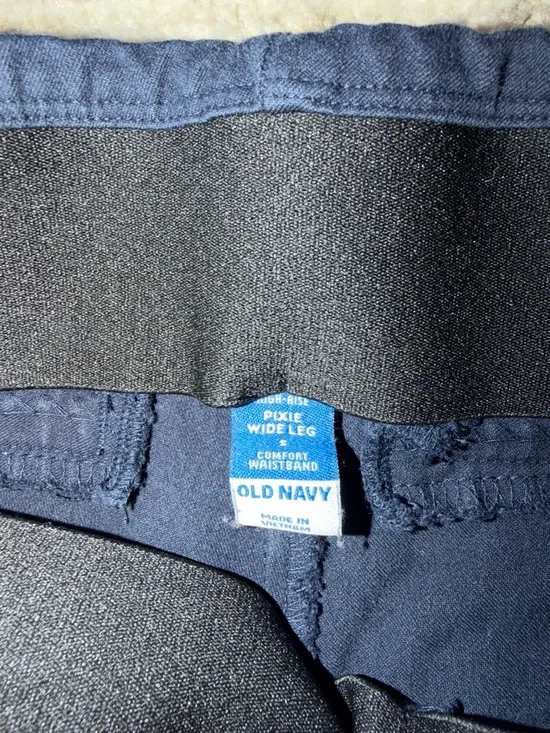 HIGH-RISE
PIXIE
WIDE LEG
S
COMFORT
WAISTBAND
OLD NAVY
MADE IN
VIETNAM